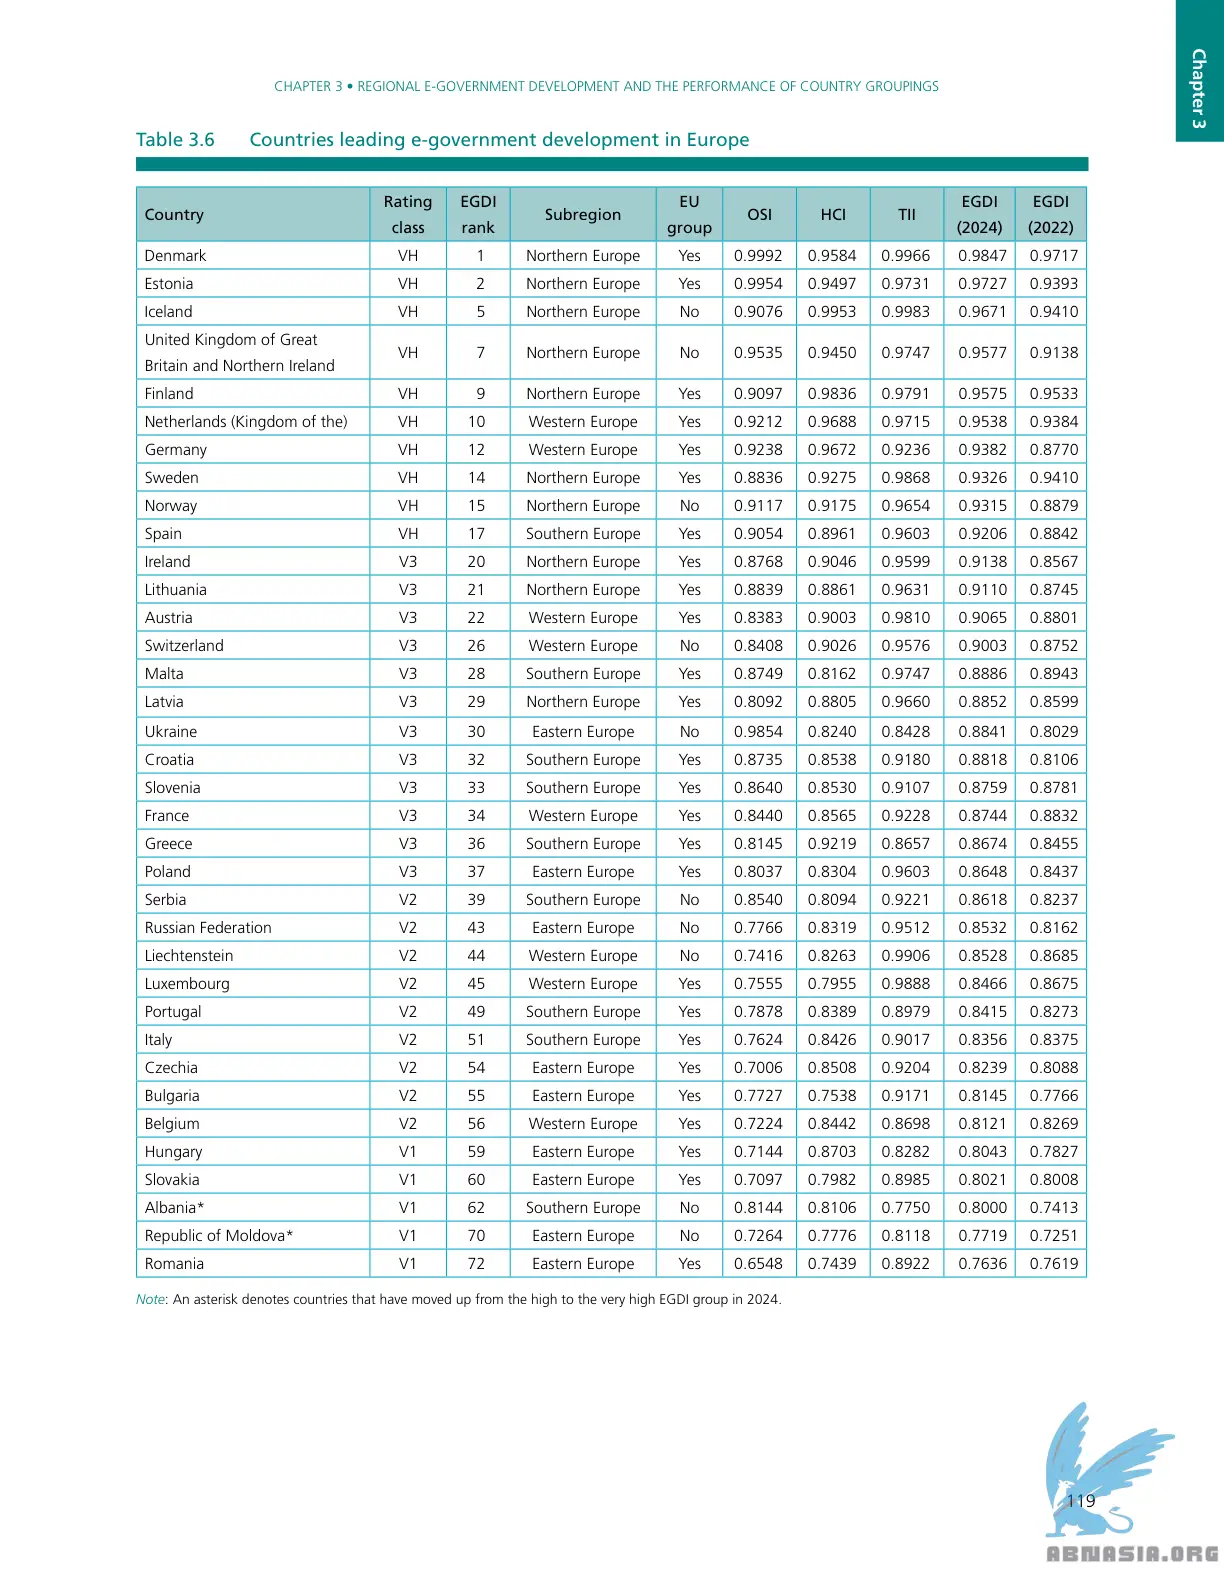 Chapter 3
CHAPTER 3 • REGIONAL E-GOVERNMENT DEVELOPMENT AND THE PERFORMANCE OF COUNTRY GROUPINGS
Table 3.6 Countries leading e-government development in Europe
Country Rating class EGDI rank Subregion EU group OSI HCI TII EGDI (2024) EGDI (2022)
Denmark VH 1 Northern Europe Yes 0.9992 0.9584 0.9966 0.9847 0.9717
Estonia VH 2 Northern Europe Yes 0.9954 0.9497 0.9731 0.9727 0.9393
Iceland VH 5 Northern Europe No 0.9076 0.9953 0.9983 0.9671 0.9410
United Kingdom of Great
Britain and Northern Ireland VH 7 Northern Europe No 0.9535 0.9450 0.9747 0.9577 0.9138
Finland VH 9 Northern Europe Yes 0.9097 0.9836 0.9791 0.9575 0.9533
Netherlands (Kingdom of the) VH 10 Western Europe Yes 0.9212 0.9688 0.9715 0.9538 0.9384
Germany VH 12 Western Europe Yes 0.9238 0.9672 0.9236 0.9382 0.8770
Sweden VH 14 Northern Europe Yes 0.8836 0.9275 0.9868 0.9326 0.9410
Norway VH 15 Northern Europe No 0.9117 0.9175 0.9654 0.9315 0.8879
Spain VH 17 Southern Europe Yes 0.9054 0.8961 0.9603 0.9206 0.8842
Ireland V3 20 Northern Europe Yes 0.8768 0.9046 0.9599 0.9138 0.8567
Lithuania V3 21 Northern Europe Yes 0.8839 0.8861 0.9631 0.9110 0.8745
Austria V3 22 Western Europe Yes 0.8383 0.9003 0.9810 0.9065 0.8801
Switzerland V3 26 Western Europe No 0.8408 0.9026 0.9576 0.9003 0.8752
Malta V3 28 Southern Europe Yes 0.8749 0.8162 0.9747 0.8886 0.8943
Latvia V3 29 Northern Europe Yes 0.8092 0.8805 0.9660 0.8852 0.8599
Ukraine V3 30 Eastern Europe No 0.9854 0.8240 0.8428 0.8841 0.8029
Croatia V3 32 Southern Europe Yes 0.8735 0.8538 0.9180 0.8818 0.8106
Slovenia V3 33 Southern Europe Yes 0.8640 0.8530 0.9107 0.8759 0.8781
France V3 34 Western Europe Yes 0.8440 0.8565 0.9228 0.8744 0.8832
Greece V3 36 Southern Europe Yes 0.8145 0.9219 0.8657 0.8674 0.8455
Poland V3 37 Eastern Europe Yes 0.8037 0.8304 0.9603 0.8648 0.8437
Serbia V2 39 Southern Europe No 0.8540 0.8094 0.9221 0.8618 0.8237
Russian Federation V2 43 Eastern Europe No 0.7766 0.8319 0.9512 0.8532 0.8162
Liechtenstein V2 44 Western Europe No 0.7416 0.8263 0.9906 0.8528 0.8685
Luxembourg V2 45 Western Europe Yes 0.7555 0.7955 0.9888 0.8466 0.8675
Portugal V2 49 Southern Europe Yes 0.7878 0.8389 0.8979 0.8415 0.8273
Italy V2 51 Southern Europe Yes 0.7624 0.8426 0.9017 0.8356 0.8375
Czechia V2 54 Eastern Europe Yes 0.7006 0.8508 0.9204 0.8239 0.8088
Bulgaria V2 55 Eastern Europe Yes 0.7727 0.7538 0.9171 0.8145 0.7766
Belgium V2 56 Western Europe Yes 0.7224 0.8442 0.8698 0.8121 0.8269
Hungary V1 59 Eastern Europe Yes 0.7144 0.8703 0.8282 0.8043 0.7827
Slovakia V1 60 Eastern Europe Yes 0.7097 0.7982 0.8985 0.8021 0.8008
Albania* V1 62 Southern Europe No 0.8144 0.8106 0.7750 0.8000 0.7413
Republic of Moldova* V1 70 Eastern Europe No 0.7264 0.7776 0.8118 0.7719 0.7251
Romania V1 72 Eastern Europe Yes 0.6548 0.7439 0.8922 0.7636 0.7619
Note: An asterisk denotes countries that have moved up from the high to the very high EGDI group in 2024.
119
ABNASIA.ORG